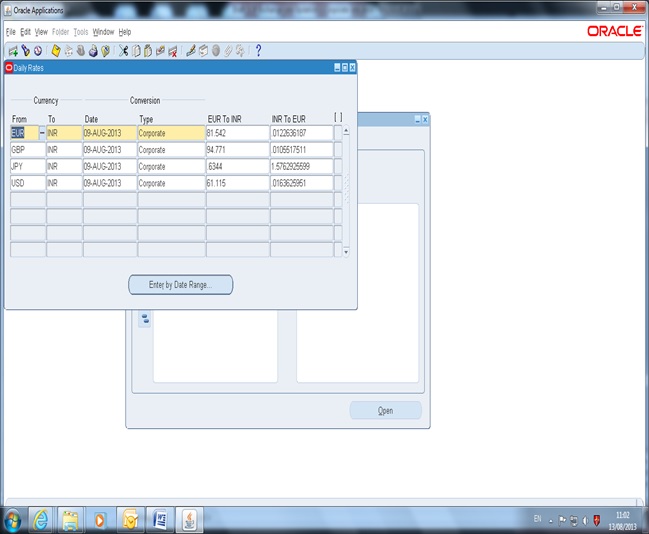 Oracle Applications
File Edit View Folder Tools Window Help
ORACLE
Daily Rates
Currency Conversion
From To Date Type EUR To INR INR To EUR [ ]
EUR INR 09-AUG-2013 Corporate 81.542 .0122636187
GBP INR 09-AUG-2013 Corporate 94.771 .0105517511
JPY INR 09-AUG-2013 Corporate .6344 1.5762925599
USD INR 09-AUG-2013 Corporate 61.115 .0163625951
Enter by Date Range...
Open
EN 11:02
13/08/2013